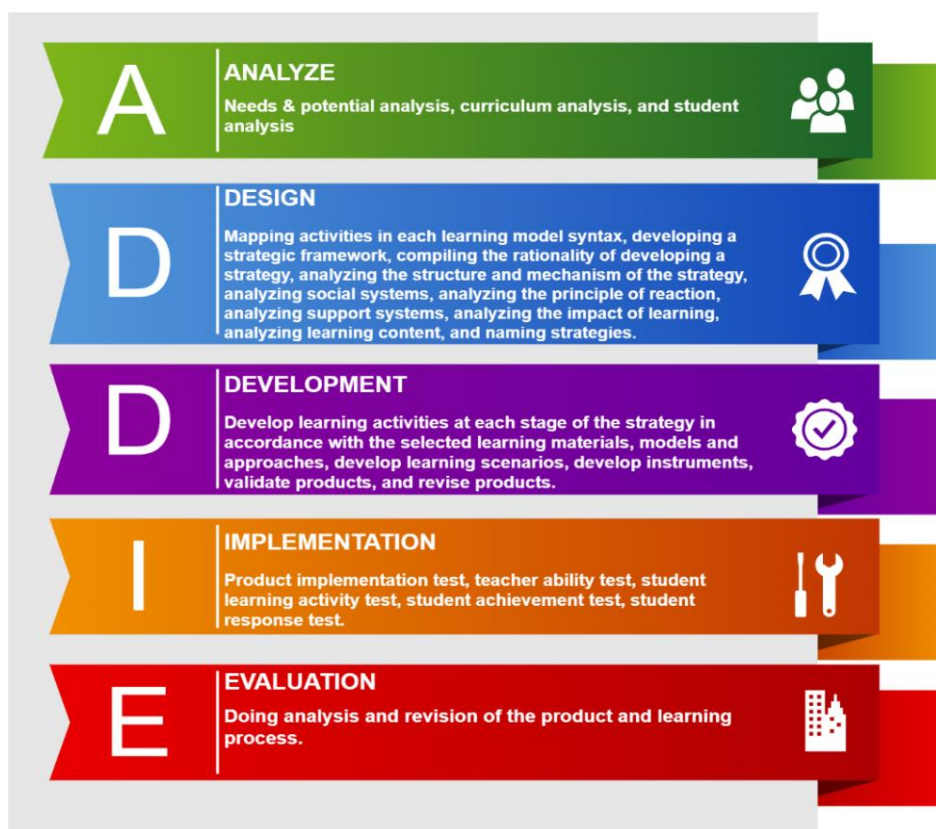 A
ANALYZE
Needs & potential analysis, curriculum analysis, and student
analysis
D
DESIGN
Mapping activities in each learning model syntax, developing a
strategic framework, compiling the rationality of developing a
strategy, analyzing the structure and mechanism of the strategy,
analyzing social systems, analyzing the principle of reaction,
analyzing support systems, analyzing the impact of learning,
analyzing learning content, and naming strategies.
D
DEVELOPMENT
Develop learning activities at each stage of the strategy in
accordance with the selected learning materials, models and
approaches, develop learning scenarios, develop instruments,
validate products, and revise products.
I
IMPLEMENTATION
Product implementation test, teacher ability test, student
learning activity test, student achievement test, student
response test.
E
EVALUATION
Doing analysis and revision of the product and learning
process.